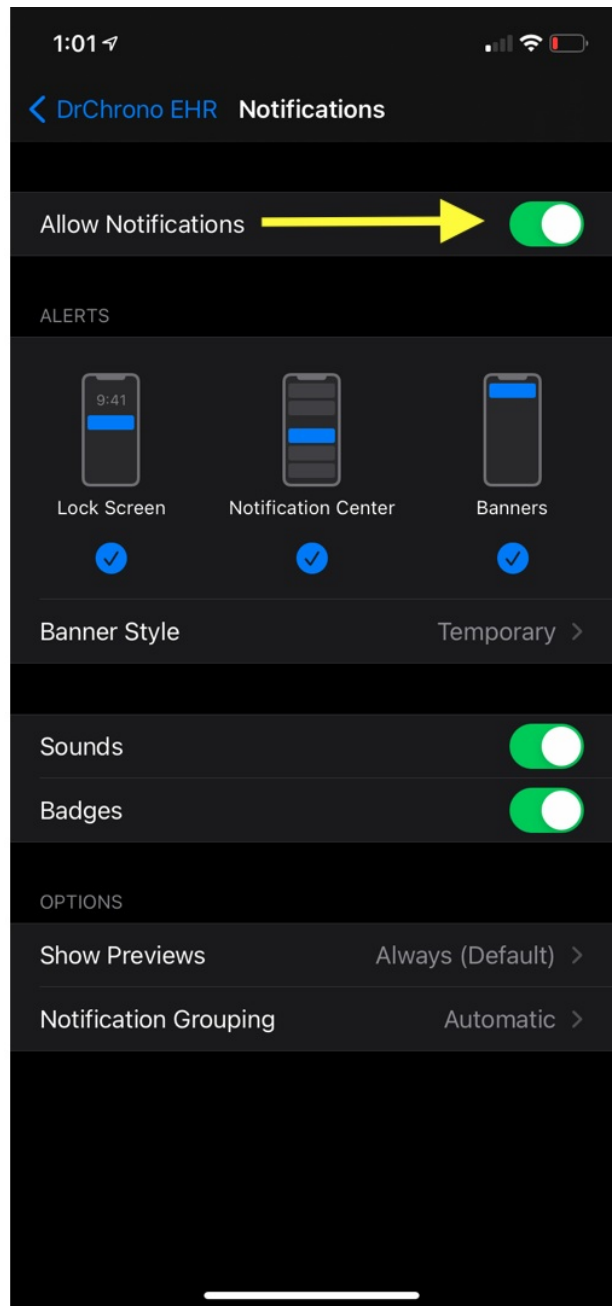 1:01
DrChrono EHR Notifications
Allow Notifications
ALERTS
9:41
Lock Screen Notification Center Banners
Banner Style Temporary
Sounds
Badges
OPTIONS
Show Previews Always (Default)
Notification Grouping Automatic